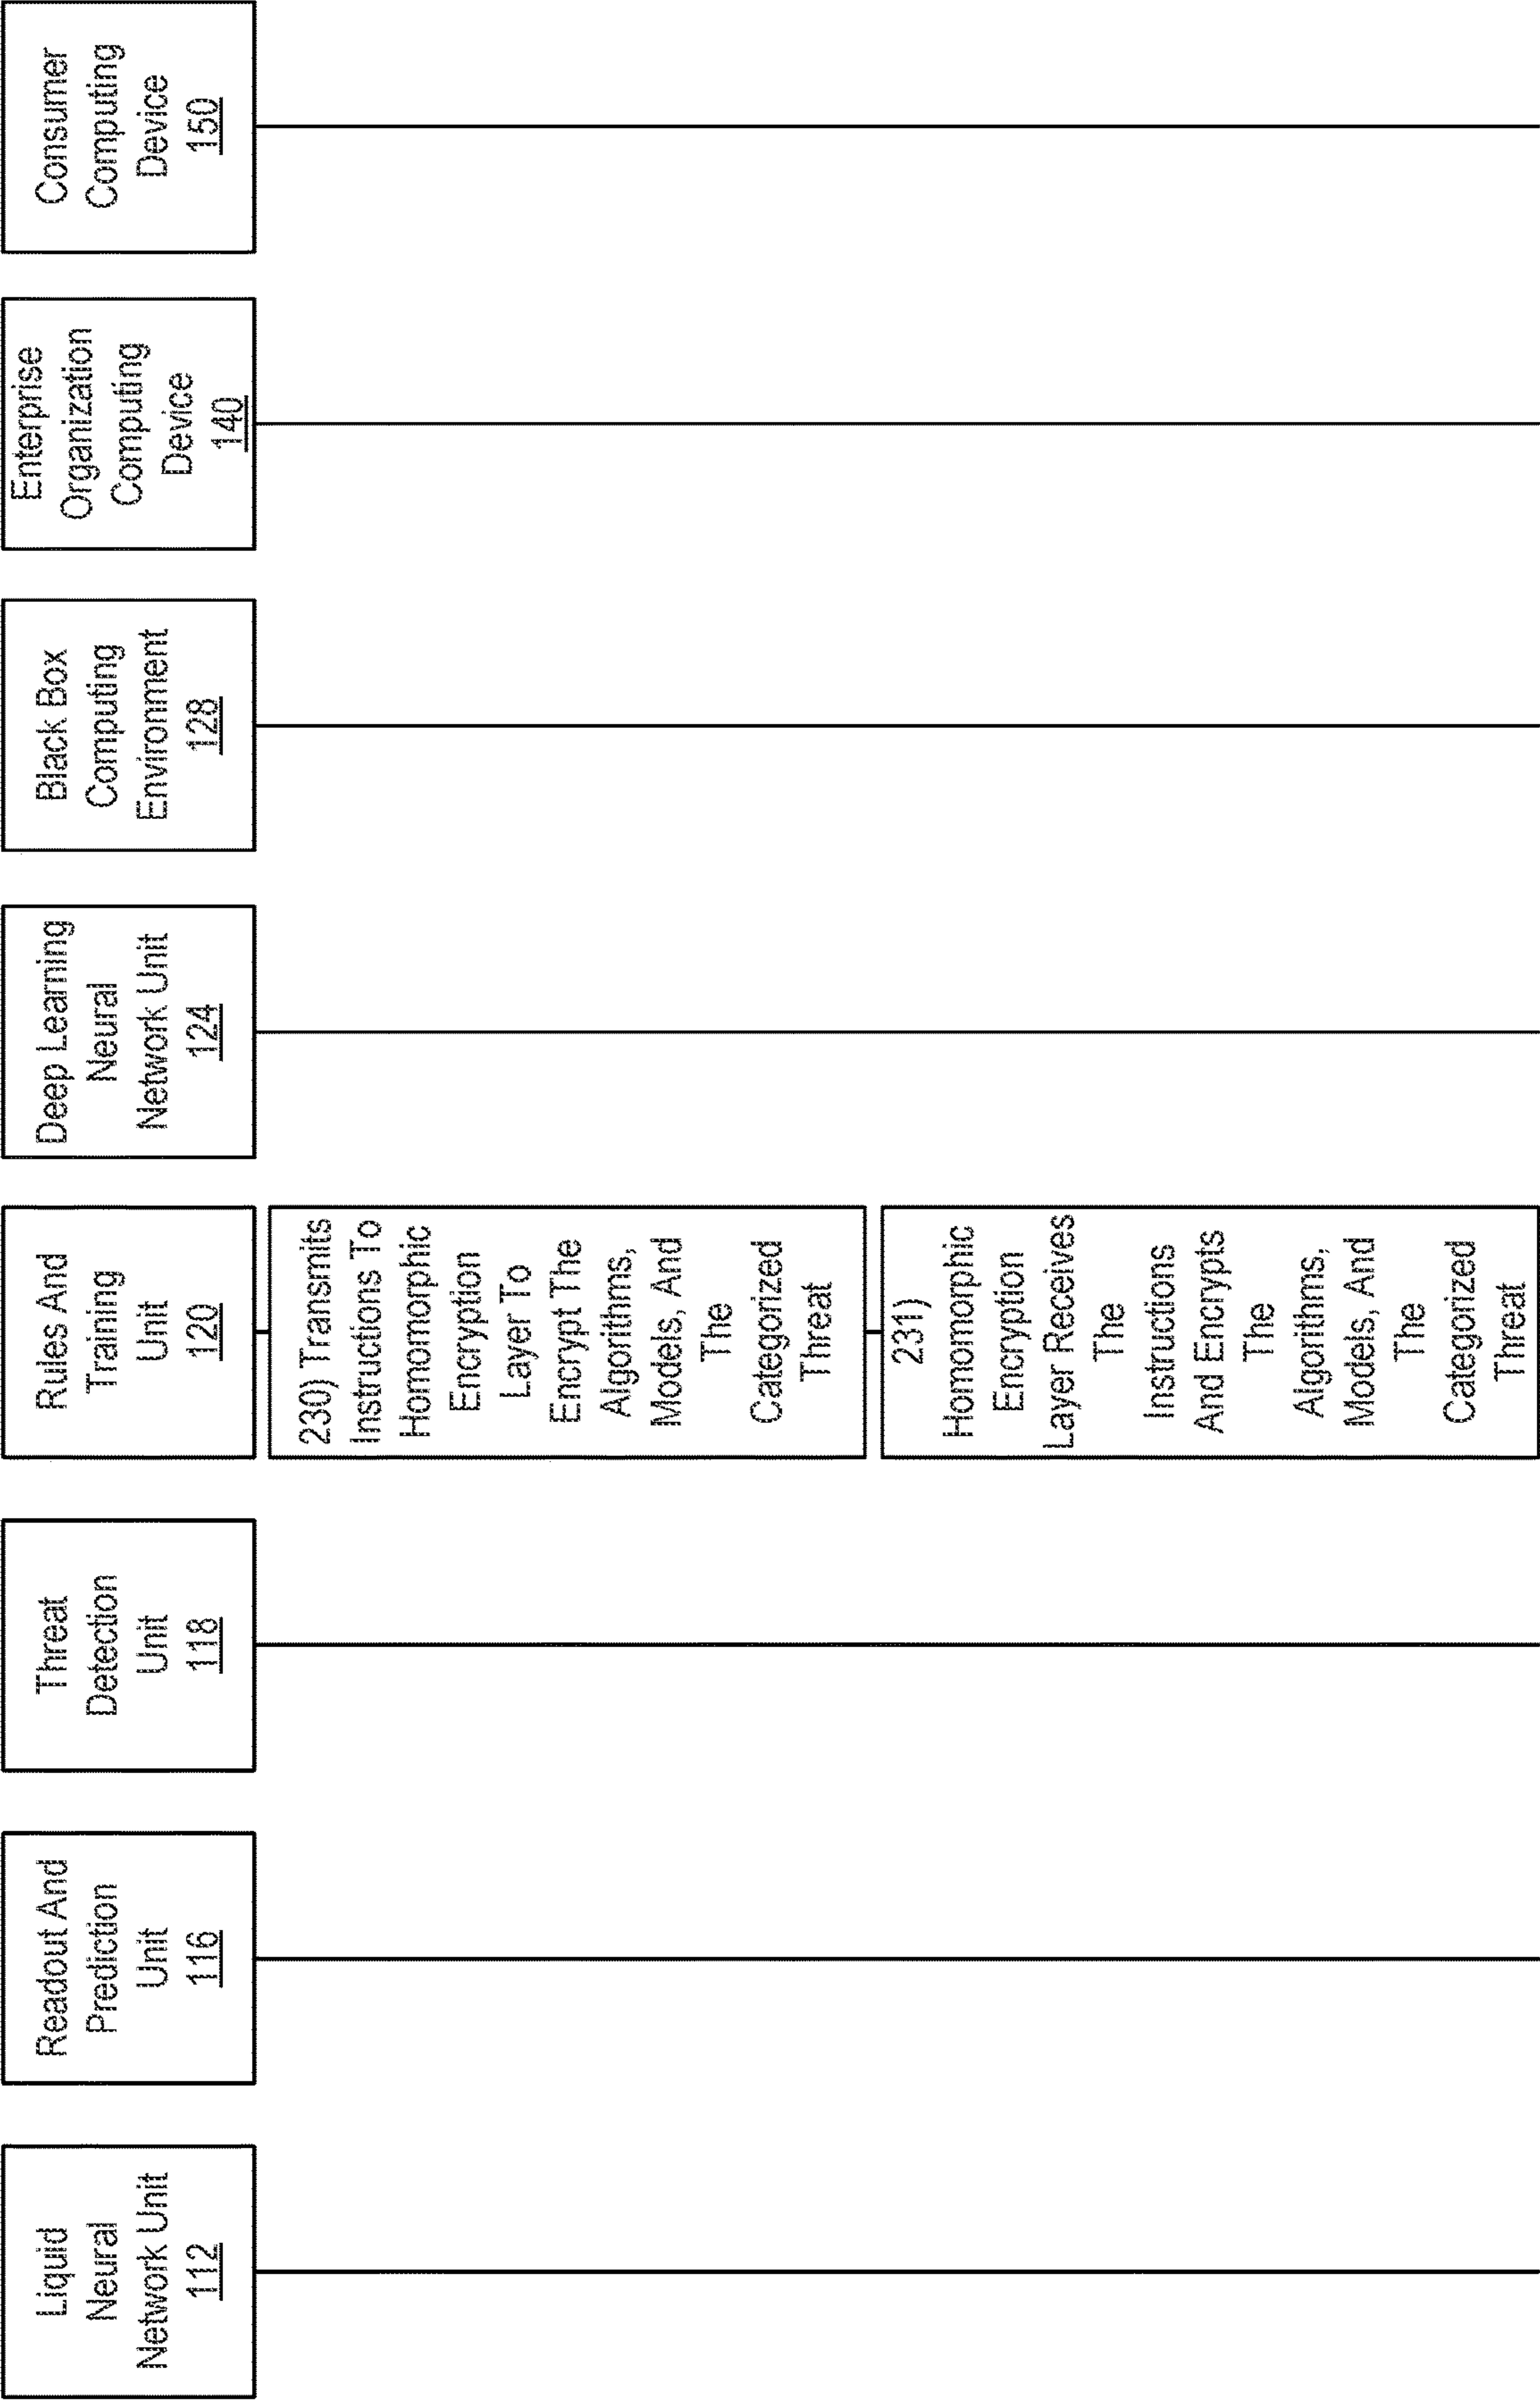 Liquid
Neural
Network Unit
112
Readout And
Prediction
Unit
116
Threat
Detection
Unit
118
Rules And
Training
Unit
120
Deep Learning
Neural
Network Unit
124
Black Box
Computing
Environment
128
Enterprise
Organization
Computing
Device
140
Consumer
Computing
Device
150
230) Transmits
Instructions To
Homomorphic
Encryption
Layer To
Encrypt The
Algorithms,
Models, And
The
Categorized
Threat
231)
Homomorphic
Encryption
Layer Receives
The
Instructions
And Encrypts
The
Algorithms,
Models, And
The
Categorized
Threat